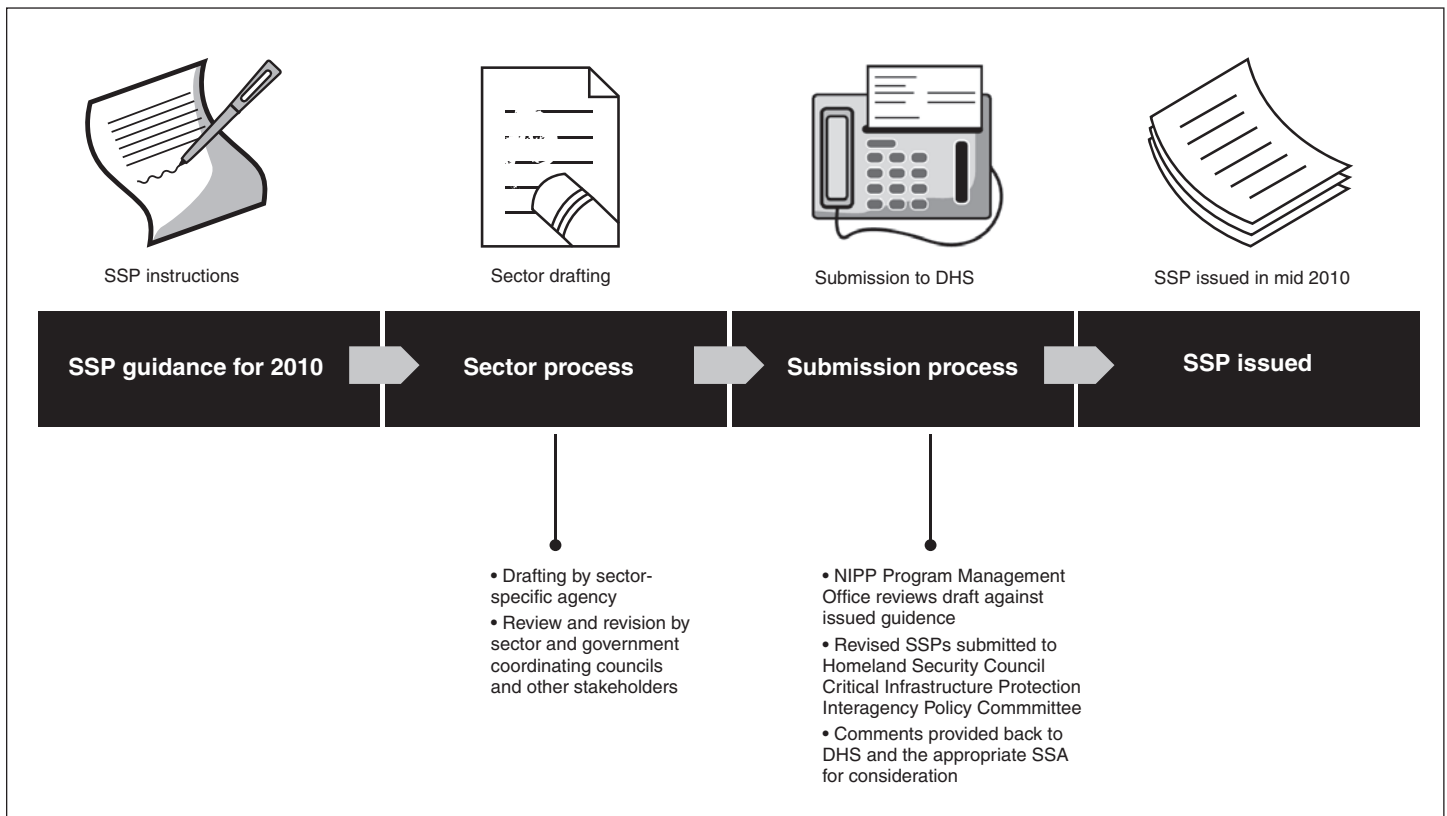 SSP instructions
Sector drafting
Submission to DHS
SSP issued in mid 2010
SSP guidance for 2010
Sector process
Submission process
SSP issued
• Drafting by sector-
specific agency
• Review and revision by
sector and government
coordinating councils
and other stakeholders
• NIPP Program Management
Office reviews draft against
issued guidence
• Revised SSPs submitted to
Homeland Security Council
Critical Infrastructure Protection
Interagency Policy Commmittee
• Comments provided back to
DHS and the appropriate SSA
for consideration